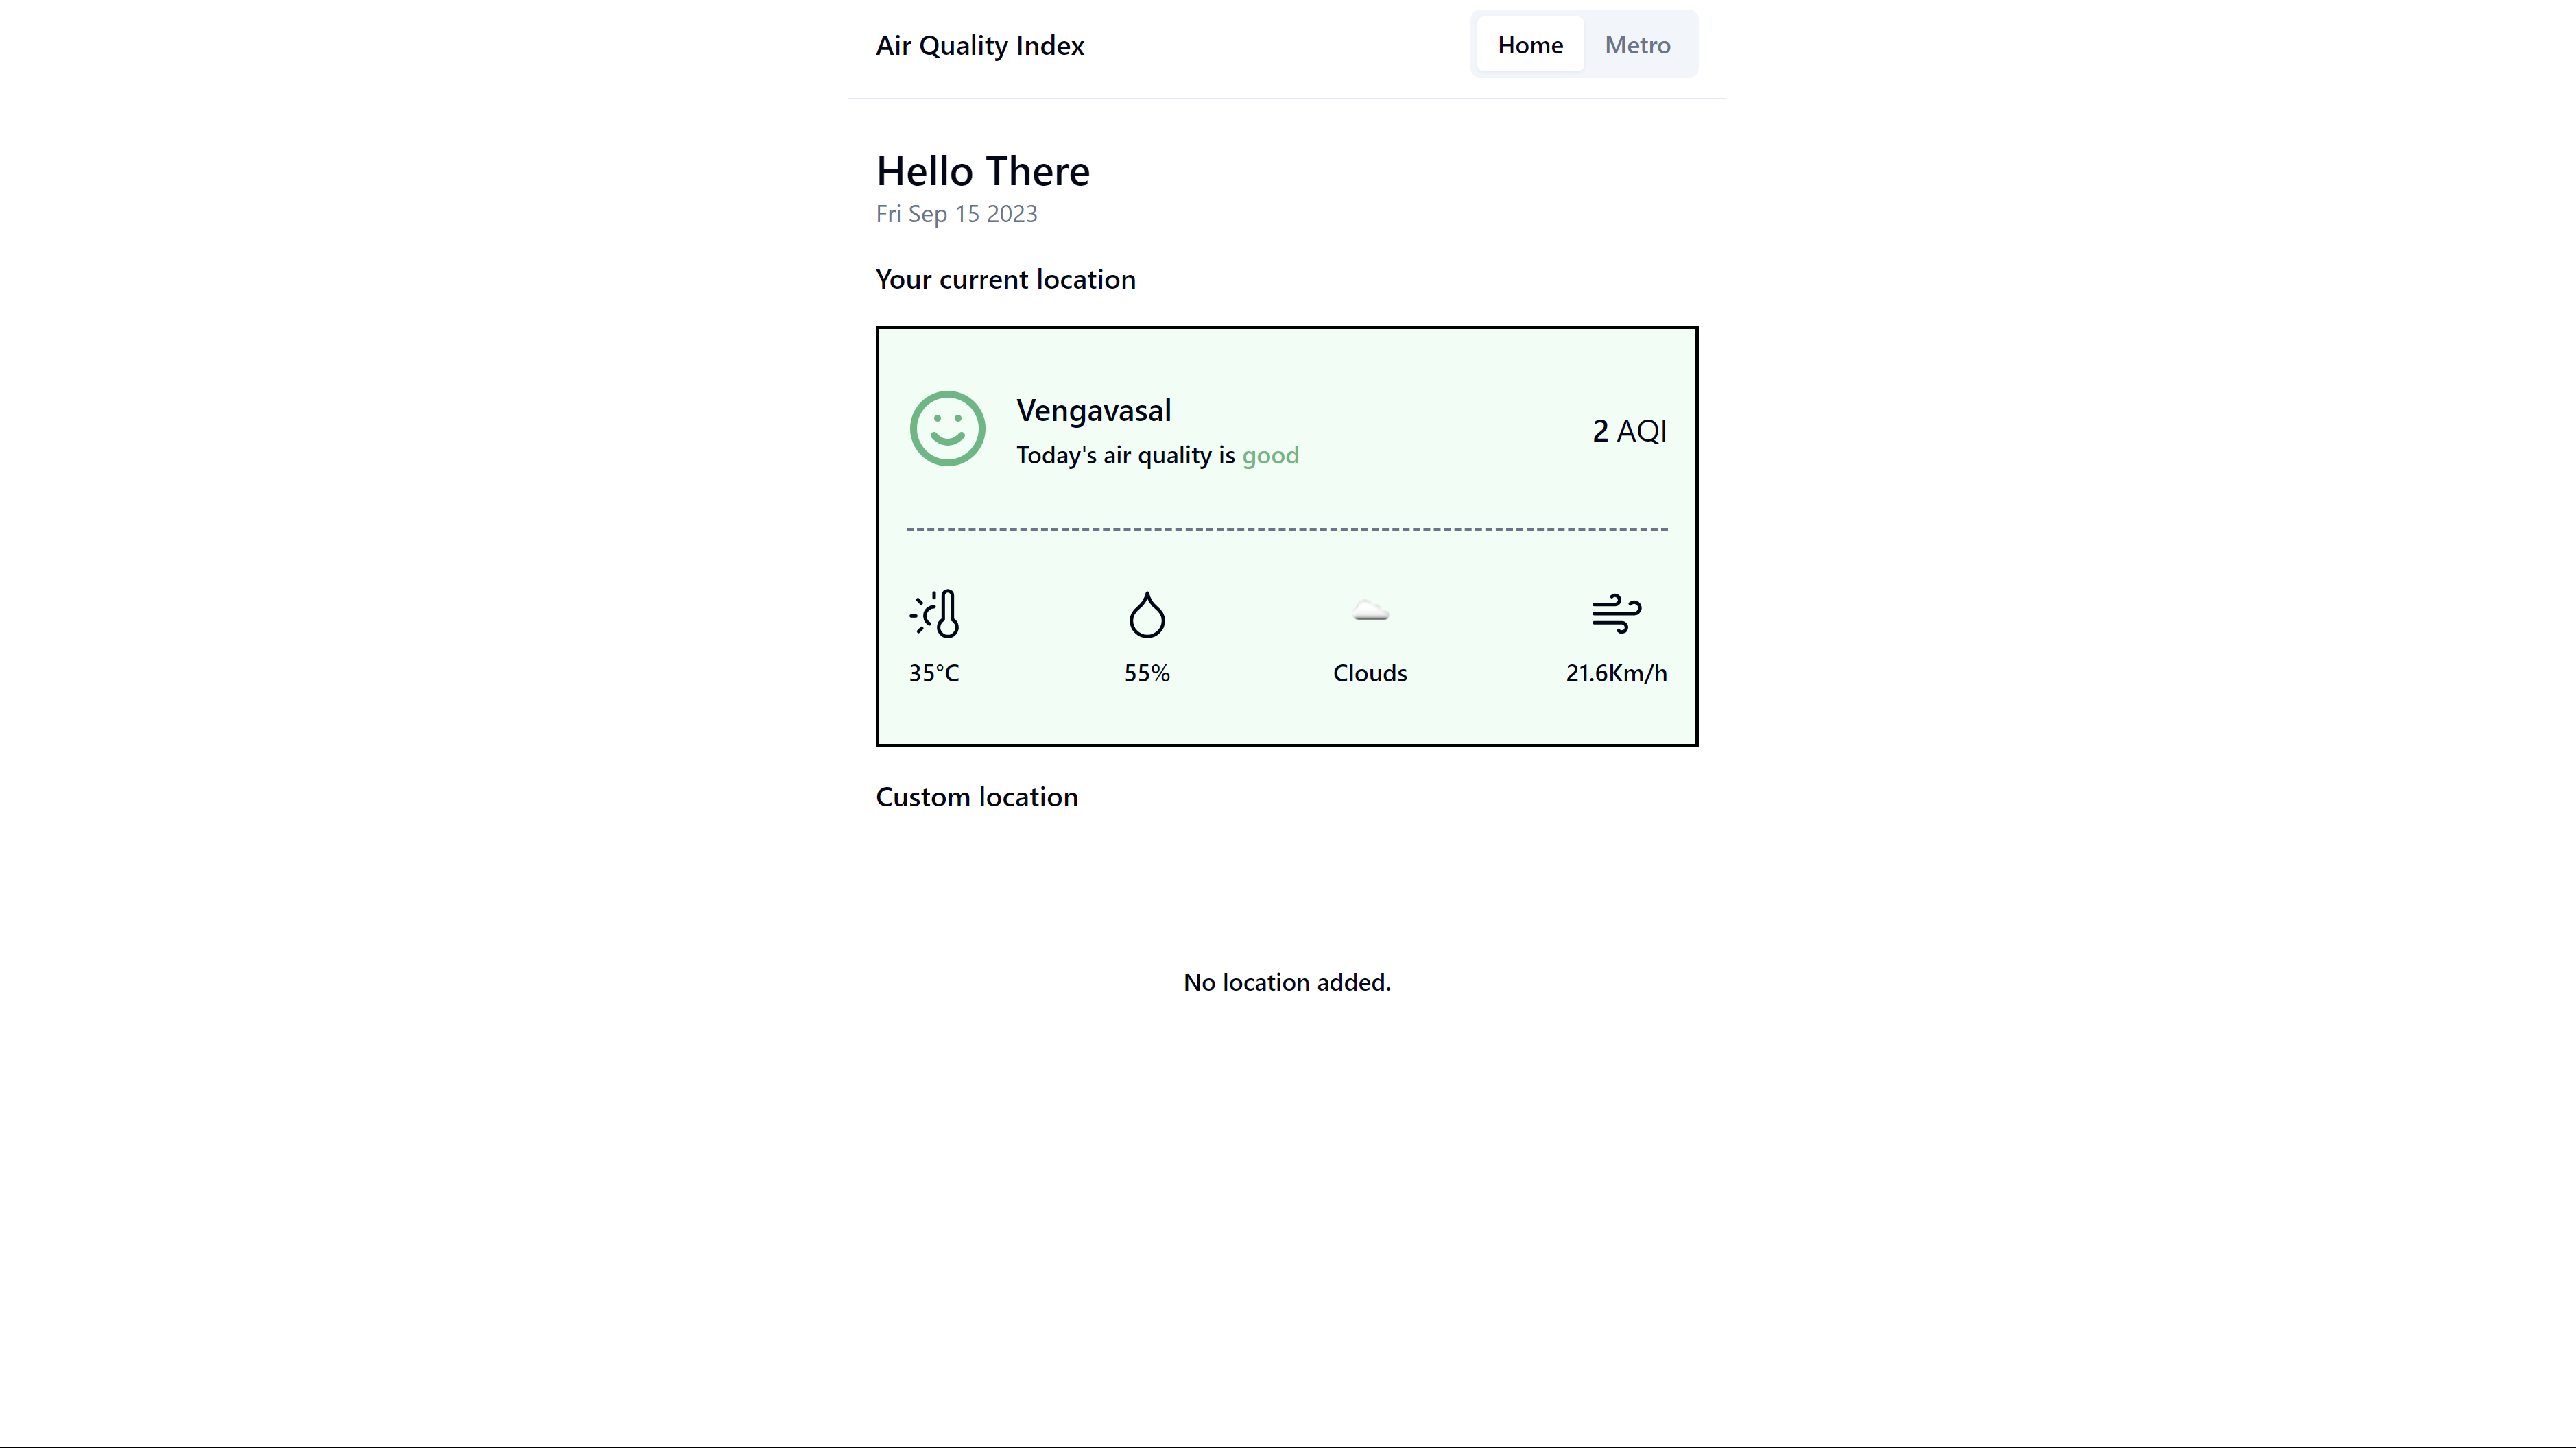 Air Quality Index
Home Metro
Hello There
Fri Sep 15 2023
Your current location
Vengavasal
Today's air quality is good
2 AQI
35°C
55%
Clouds
21.6Km/h
Custom location
No location added.